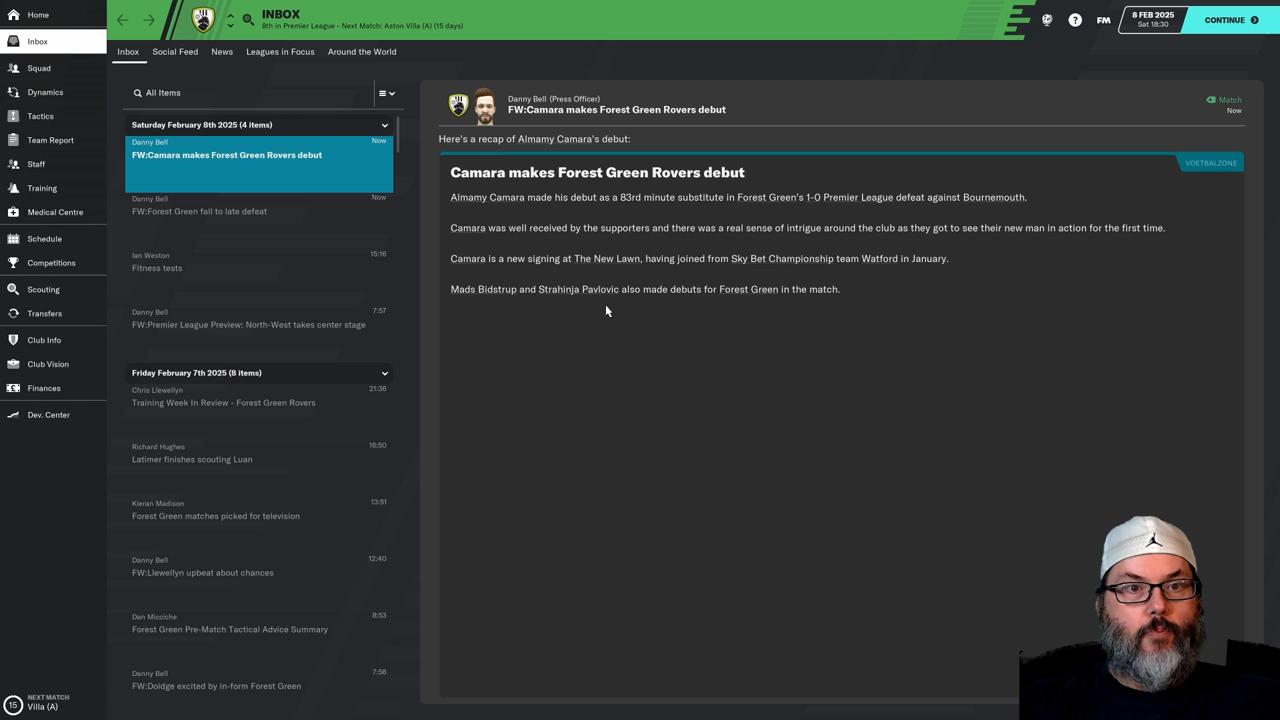 Home
Inbox
Squad
Dynamics
Tactics
Team Report
Staff
Training
Medical Centre
Schedule
Competitions
Scouting
Transfers
Club Info
Club Vision
Finances
Dev. Center
15
NEXT MATCH
Villa (A)
INBOX
8th in Premier League - Next Match: Aston Villa (A) (15 days)
?
FM
8 FEB 2025
Sat 18:30
CONTINUE
Inbox
Social Feed
News
Leagues in Focus
Around the World
All Items
Saturday February 8th 2025 (4 items)
Danny Bell
Now
FW:Camara makes Forest Green Rovers debut
Danny Bell
Now
FW:Forest Green fall to late defeat
Ian Weston
15:16
Fitness tests
Danny Bell
7:57
FW:Premier League Preview: North-West takes center stage
Friday February 7th 2025 (8 items)
Chris Llewellyn
21:36
Training Week In Review - Forest Green Rovers
Richard Hughes
16:50
Latimer finishes scouting Luan
Kieran Madison
13:51
Forest Green matches picked for television
Danny Bell
12:40
FW:Llewellyn upbeat about chances
Dan Micciche
8:53
Forest Green Pre-Match Tactical Advice Summary
Danny Bell
7:56
FW:Doidge excited by in-form Forest Green
Danny Bell (Press Officer)
FW:Camara makes Forest Green Rovers debut
Match
Now
Here's a recap of Almamy Camara's debut:
VOETBALZONE
Camara makes Forest Green Rovers debut
Almamy Camara made his debut as a 83rd minute substitute in Forest Green's 1-0 Premier League defeat against Bournemouth.
Camara was well received by the supporters and there was a real sense of intrigue around the club as they got to see their new man in action for the first time.
Camara is a new signing at The New Lawn, having joined from Sky Bet Championship team Watford in January.
Mads Bidstrup and Strahinja Pavlovic also made debuts for Forest Green in the match.